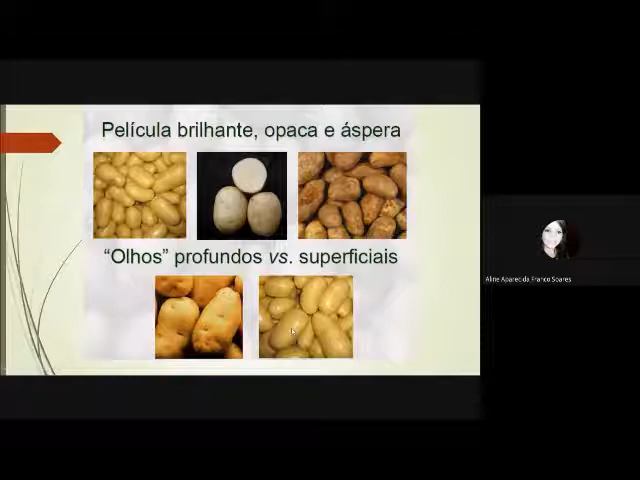 Película brilhante, opaca e áspera
“Olhos” profundos vs. superficiais
Aline Aparecida Franco Soares